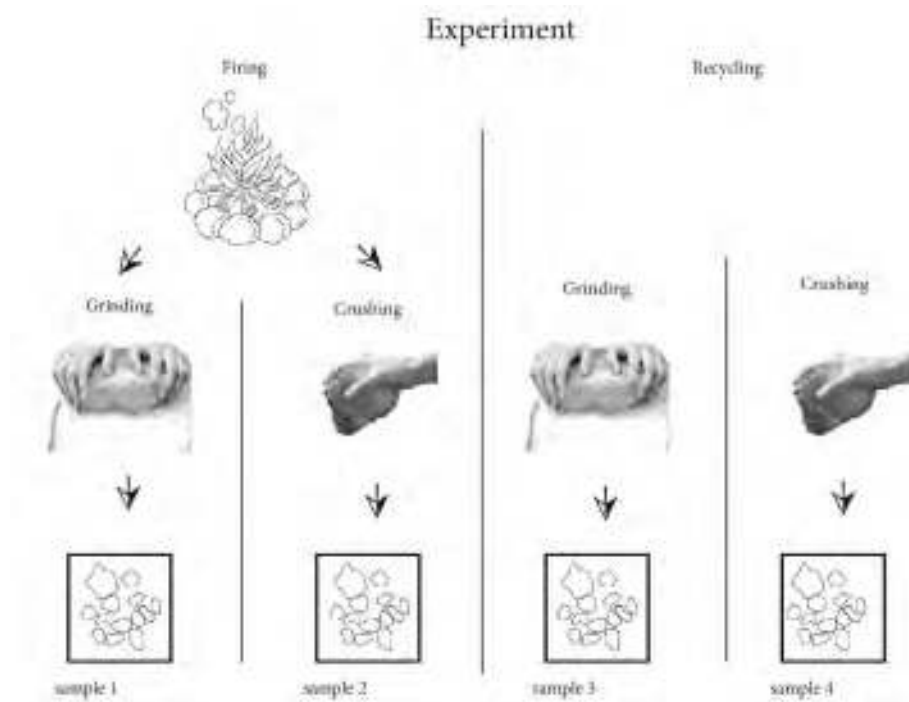 Experiment
Firing
Recycling
Grinding
Crushing
Grinding
Crushing
sample 1
sample 2
sample 3
sample 4